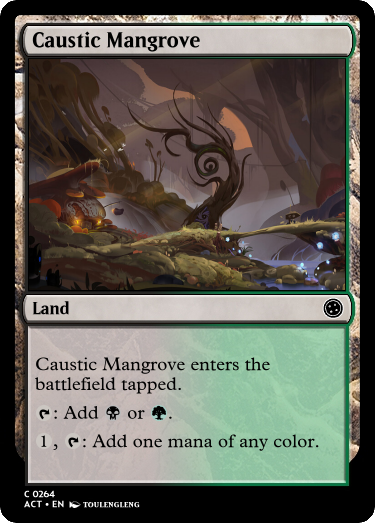 Caustic Mangrove
Land
Caustic Mangrove enters the
battlefield tapped.
: Add or .
1 , : Add one mana of any color.
C 0264
ACT • EN TOULENGLENG